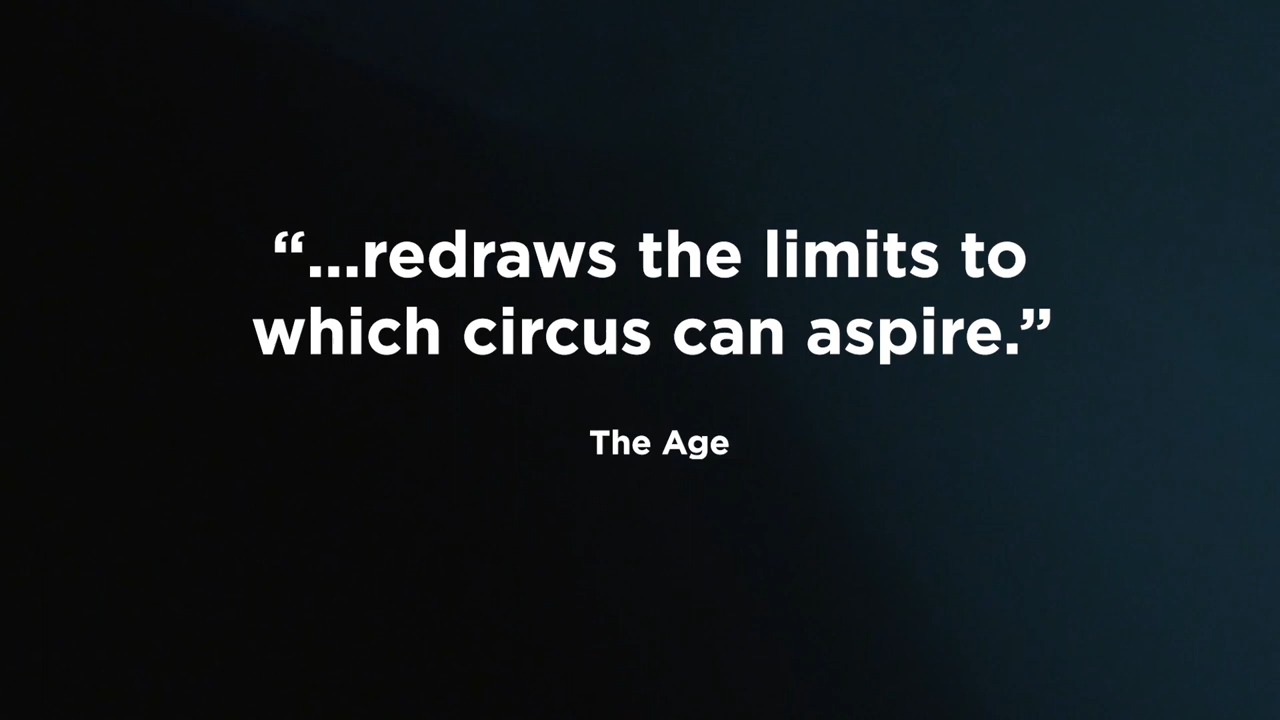 “...redraws the limits to
which circus can aspire.”
The Age